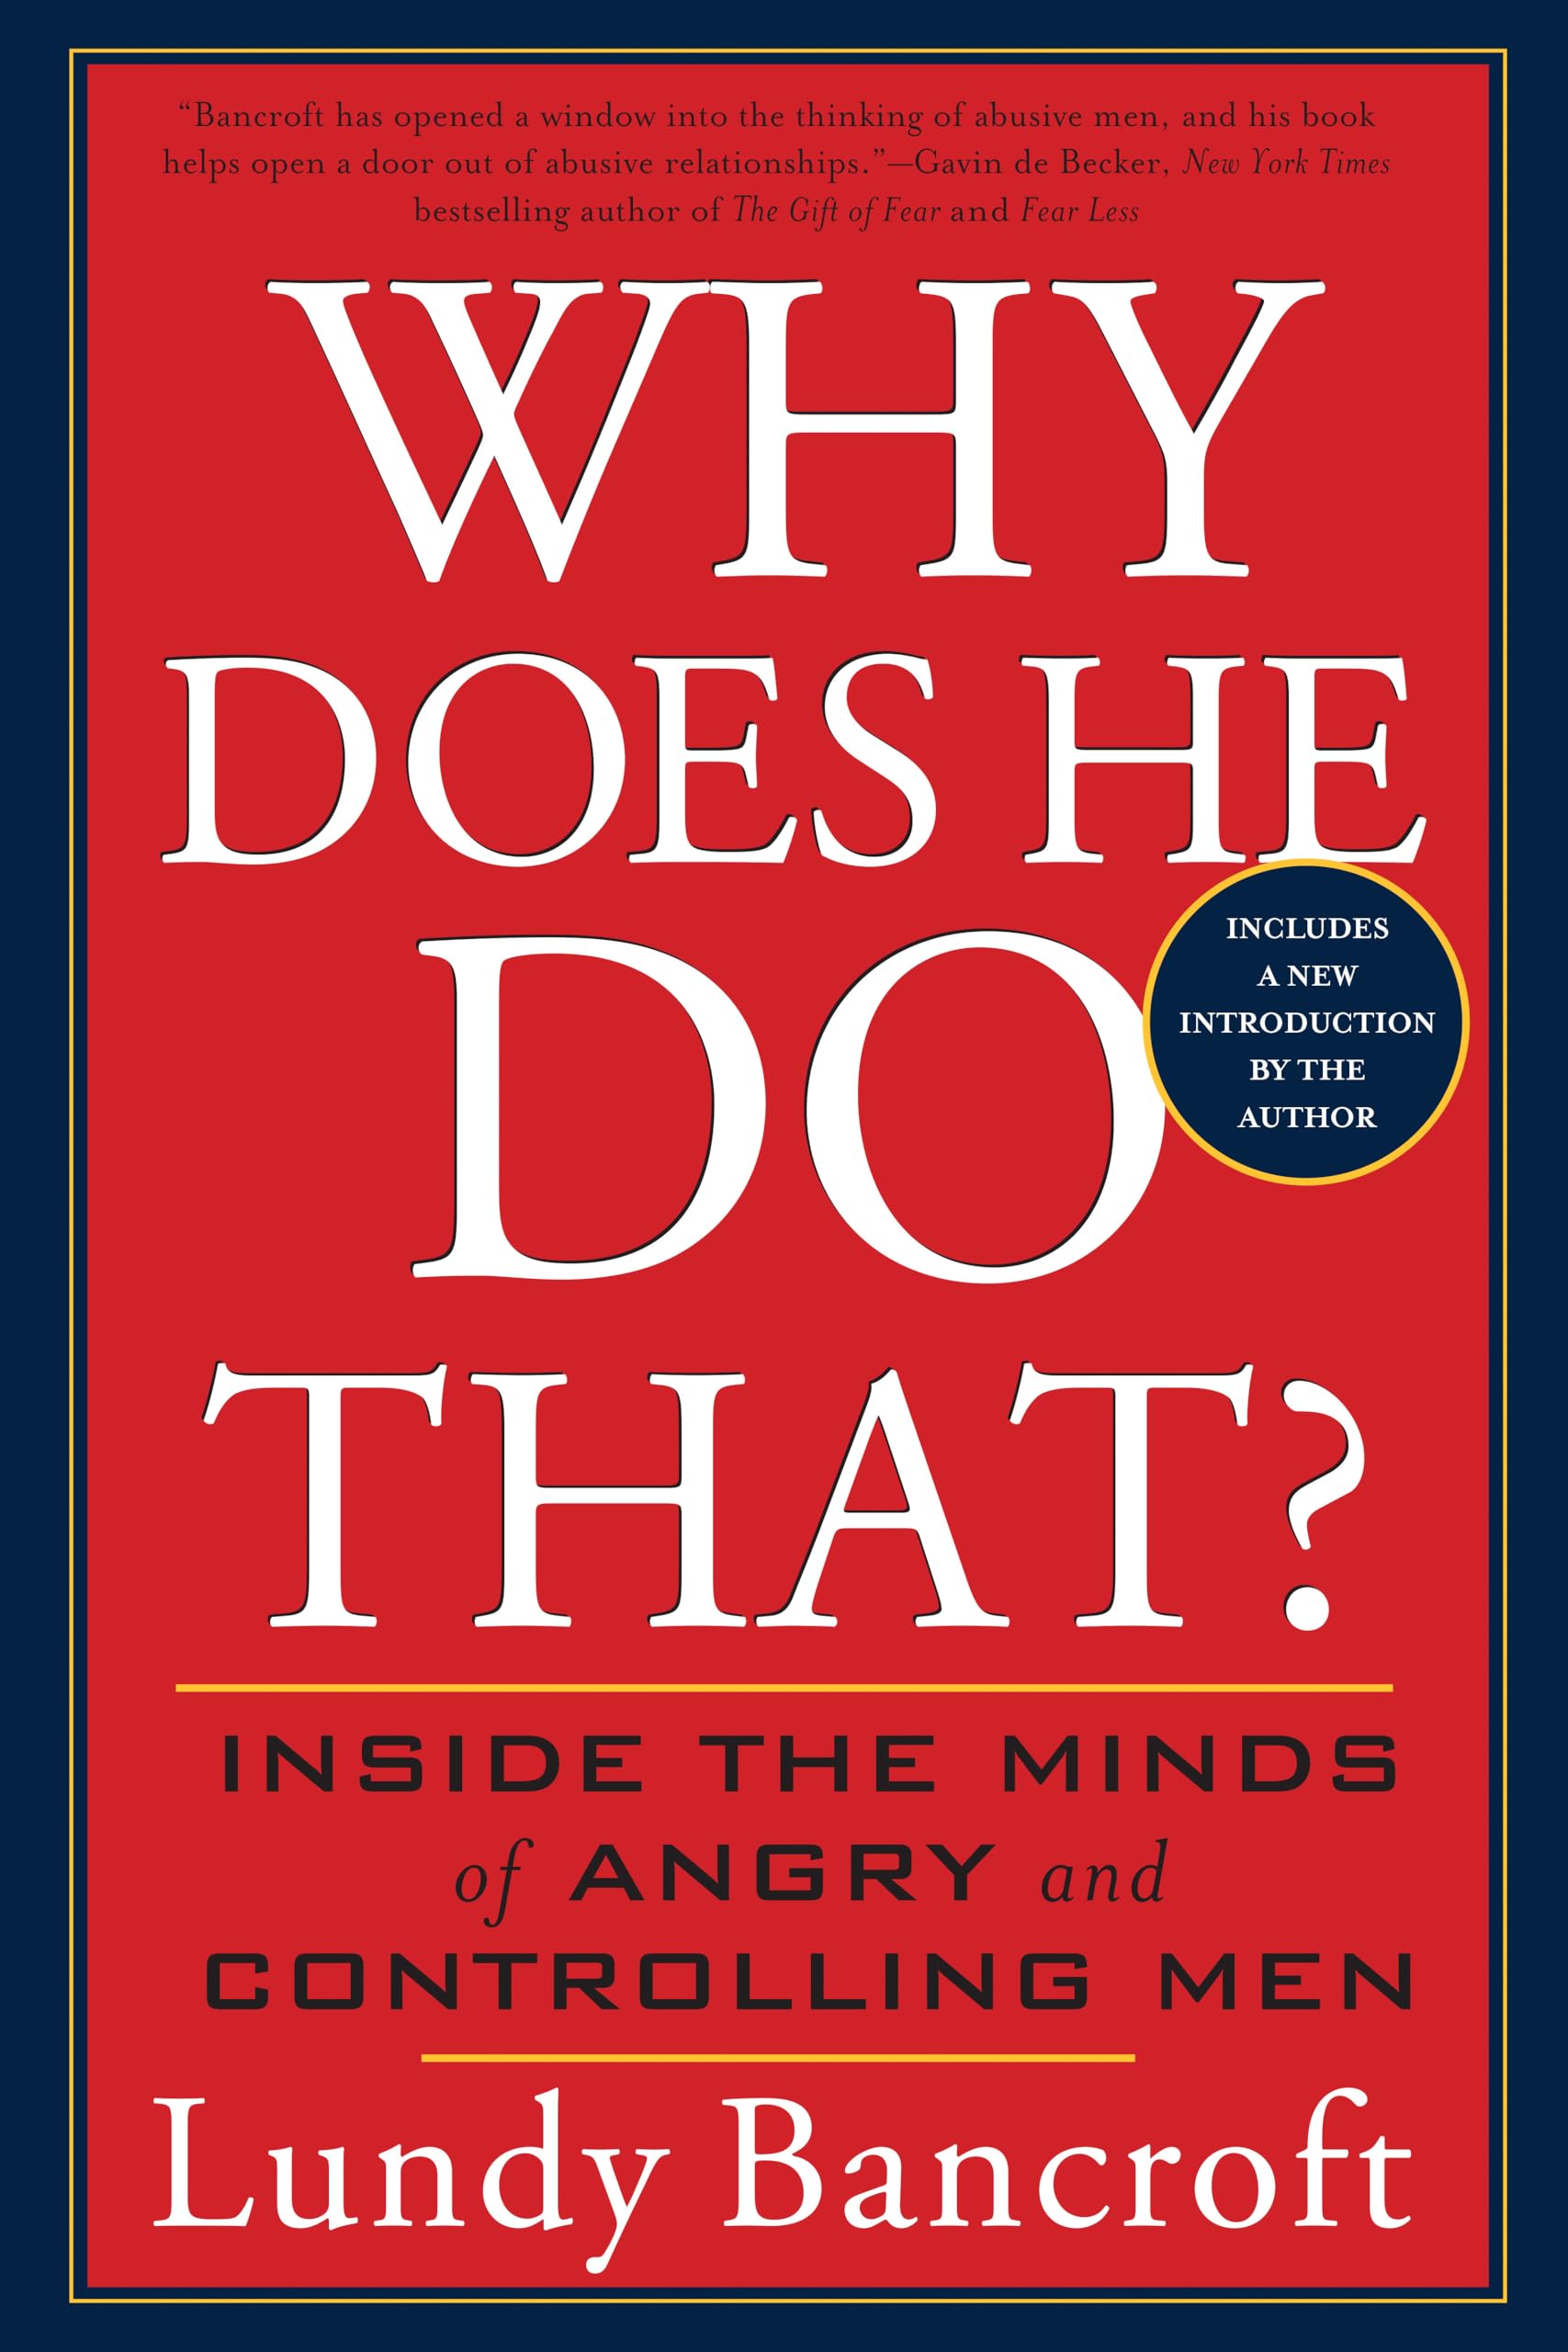 “Bancroft has opened a window into the thinking of abusive men, and his book
helps open a door out of abusive relationships.”—Gavin de Becker, New York Times
bestselling author of The Gift of Fear and Fear Less
WHY
DOES HE
DO
THAT?
INCLUDES
A NEW
INTRODUCTION
BY THE
AUTHOR
INSIDE THE MINDS
of ANGRY and
CONTROLLING MEN
Lundy Bancroft